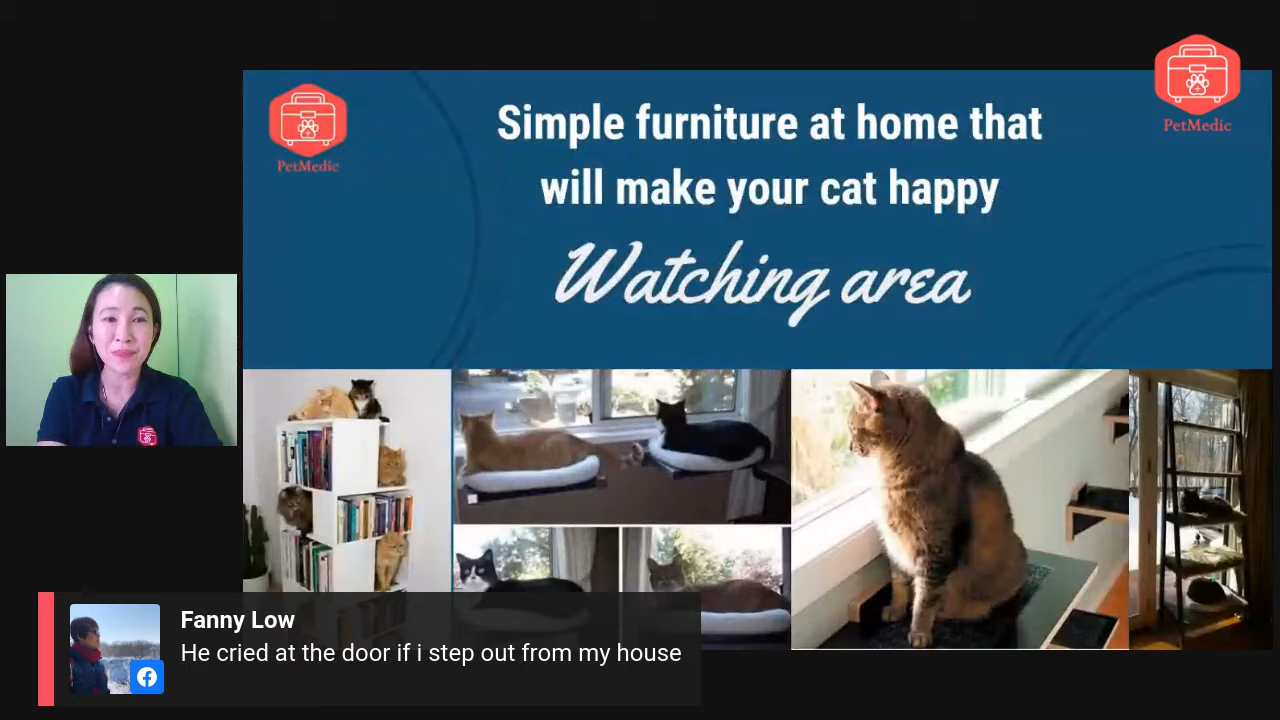 PetMedic
Simple furniture at home that
will make your cat happy
Watching area
PetMedic
Fanny Low
He cried at the door if i step out from my house